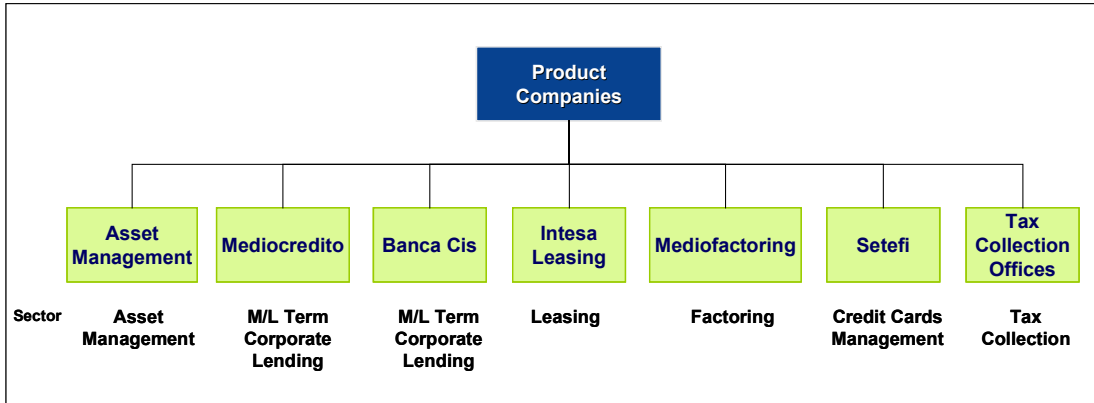 Product
Companies
Asset
Management
Mediocredito
Banca Cis
Intesa
Leasing
Mediofactoring
Setefi
Tax
Collection
Offices
Sector
Asset
Management
M/L Term
Corporate
Lending
M/L Term
Corporate
Lending
Leasing
Factoring
Credit Cards
Management
Tax
Collection